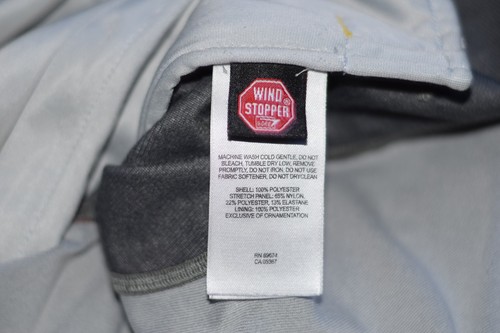 WIND
STOPPER®
GORE
MACHINE WASH COLD GENTLE, DO NOT
BLEACH, TUMBLE DRY LOW, REMOVE
PROMPTLY, DO NOT IRON, DO NOT USE
FABRIC SOFTENER, DO NOT DRYCLEAN
SHELL: 100% POLYESTER
STRETCH PANEL: 65% NYLON,
22% POLYESTER, 13% ELASTANE
LINING: 100% POLYESTER
EXCLUSIVE OF ORNAMENTATION
RN 89674
CA 09367